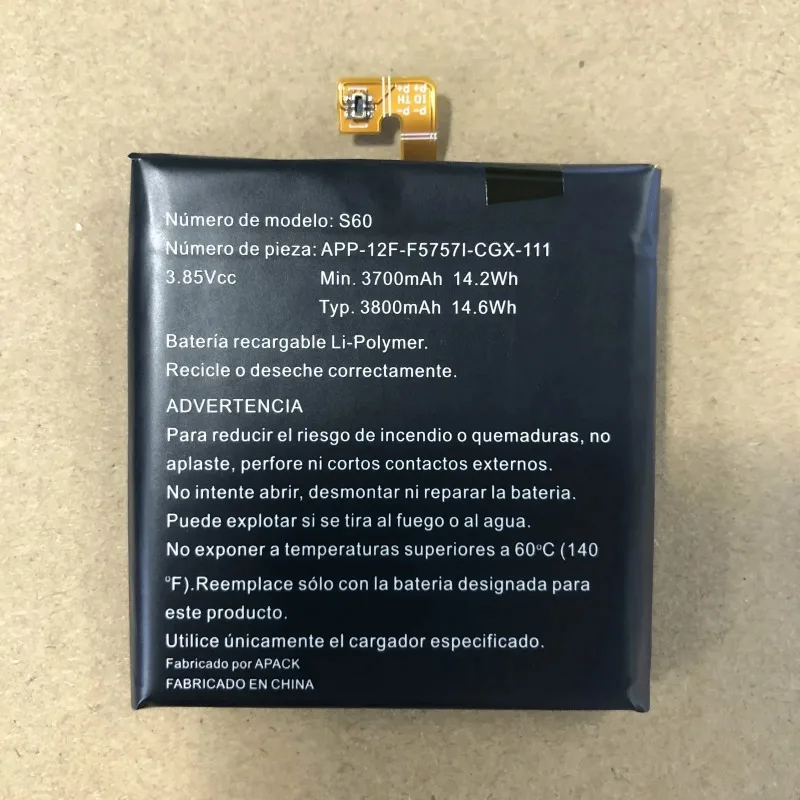 P- P-
ID TH
P+ P+
Número de modelo: S60
Número de pieza: APP-12F-F5757I-CGX-111
3.85Vcc Min. 3700mAh 14.2Wh
Typ. 3800mAh 14.6Wh
Batería recargable Li-Polymer.
Recicle o deseche correctamente.
ADVERTENCIA
Para reducir el riesgo de incendio o quemaduras, no
aplaste, perfore ni cortos contactos externos.
No intente abrir, desmontar ni reparar la bateria.
Puede explotar si se tira al fuego o al agua.
No exponer a temperaturas superiores a 60°C (140
°F).Reemplace sólo con la bateria designada para
este producto.
Utilice únicamente el cargador especificado.
Fabricado por APACK
FABRICADO EN CHINA